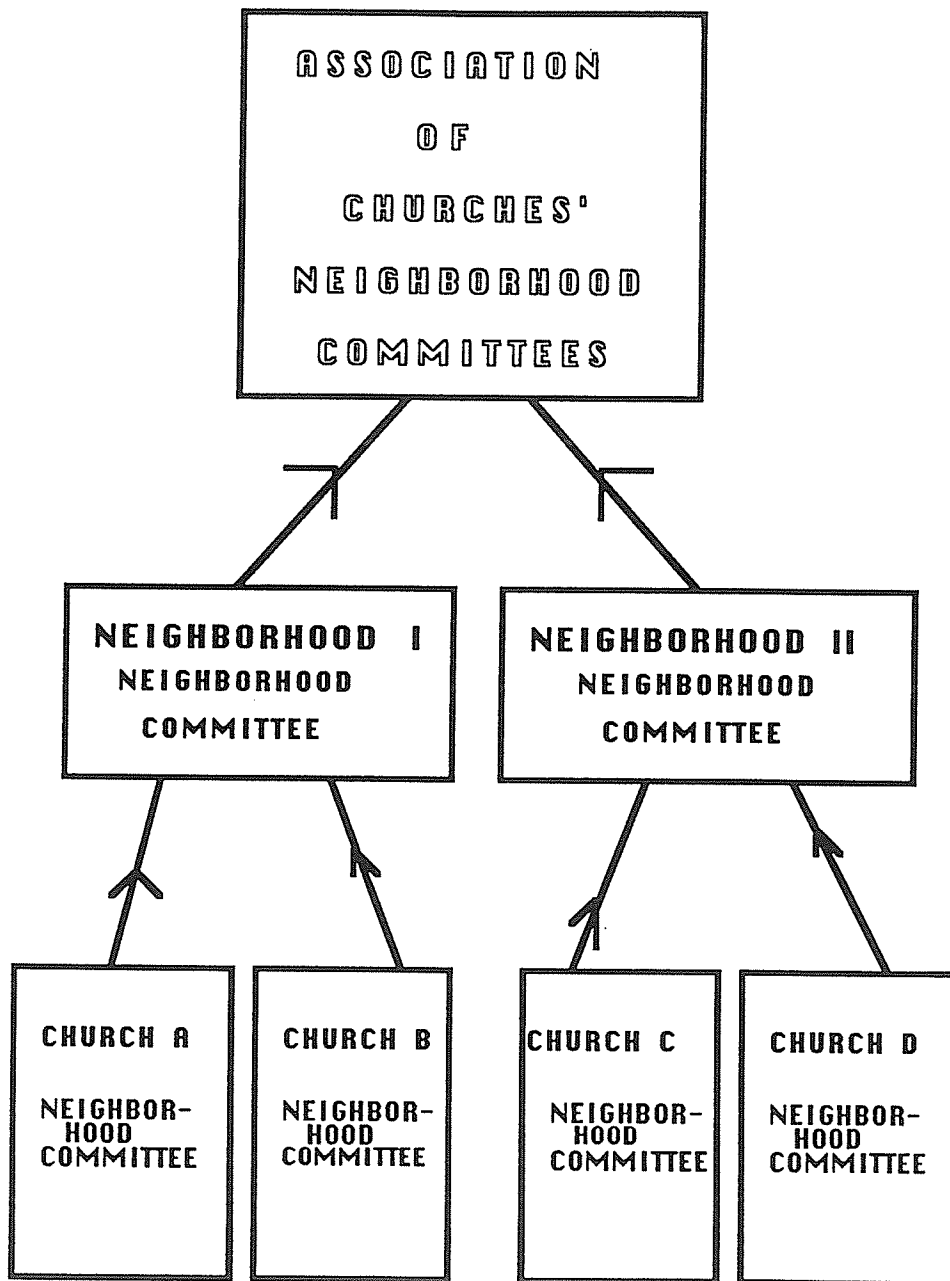 ASSOCIATION
OF
CHURCHES'
NEIGHBORHOOD
COMMITTEES
NEIGHBORHOOD I
NEIGHBORHOOD
COMMITTEE
NEIGHBORHOOD II
NEIGHBORHOOD
COMMITTEE
CHURCH A
NEIGHBOR-
HOOD
COMMITTEE
CHURCH B
NEIGHBOR-
HOOD
COMMITTEE
CHURCH C
NEIGHBOR-
HOOD
COMMITTEE
CHURCH D
NEIGHBOR-
HOOD
COMMITTEE